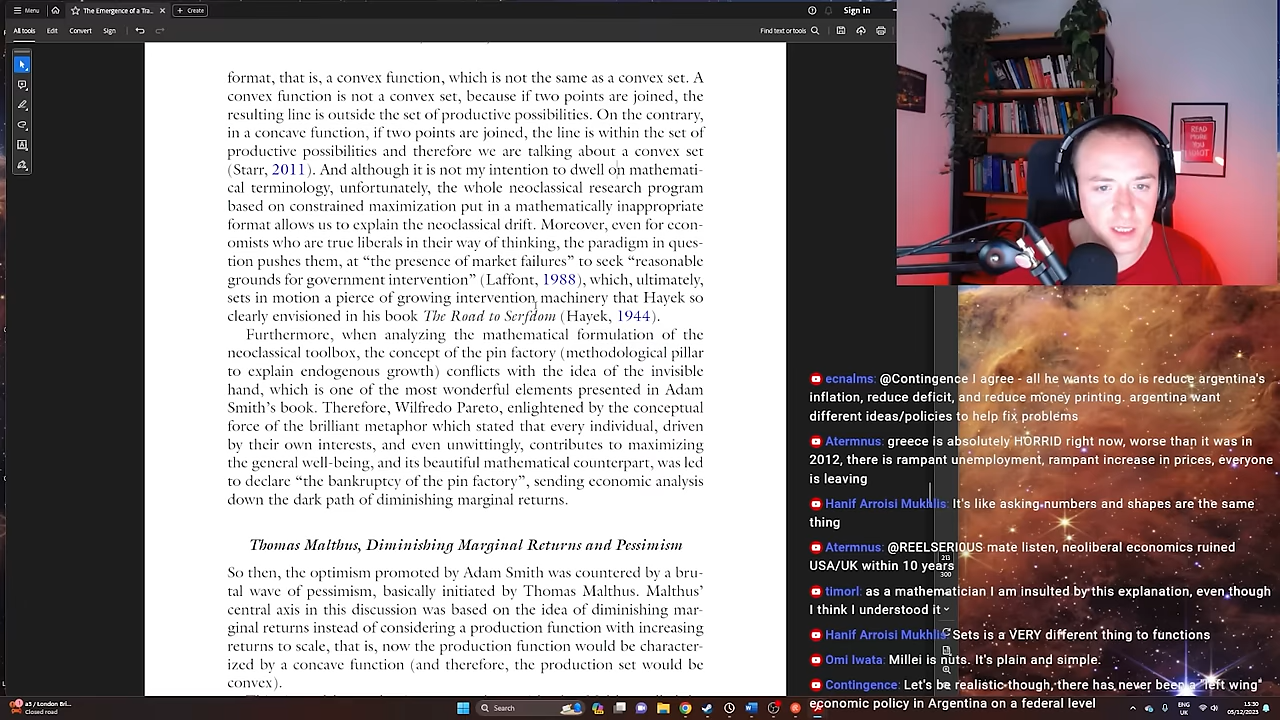 Menu
The Emergence of a Tra...
Create
Sign in
All tools
Edit
Convert
Sign
Find text or tools
format, that is, a convex function, which is not the same as a convex set. A
convex function is not a convex set, because if two points are joined, the
resulting line is outside the set of productive possibilities. On the contrary,
in a concave function, if two points are joined, the line is within the set of
productive possibilities and therefore we are talking about a convex set
(Starr, 2011). And although it is not my intention to dwell on mathemati-
cal terminology, unfortunately, the whole neoclassical research program
based on constrained maximization put in a mathematically inappropriate
format allows us to explain the neoclassical drift. Moreover, even for econ-
omists who are true liberals in their way of thinking, the paradigm in ques-
tion pushes them, at “the presence of market failures” to seek “reasonable
grounds for government intervention” (Laffont, 1988), which, ultimately,
sets in motion a pierce of growing intervention machinery that Hayek so
clearly envisioned in his book The Road to Serfdom (Hayek, 1944).
Furthermore, when analyzing the mathematical formulation of the
neoclassical toolbox, the concept of the pin factory (methodological pillar
to explain endogenous growth) conflicts with the idea of the invisible
hand, which is one of the most wonderful elements presented in Adam
Smith’s book. Therefore, Wilfredo Pareto, enlightened by the conceptual
force of the brilliant metaphor which stated that every individual, driven
by their own interests, and even unwittingly, contributes to maximizing
the general well-being, and its beautiful mathematical counterpart, was led
to declare “the bankruptcy of the pin factory”, sending economic analysis
down the dark path of diminishing marginal returns.
Thomas Malthus, Diminishing Marginal Returns and Pessimism
So then, the optimism promoted by Adam Smith was countered by a bru-
tal wave of pessimism, basically initiated by Thomas Malthus. Malthus’
central axis in this discussion was based on the idea of diminishing mar-
ginal returns instead of considering a production function with increasing
returns to scale, that is, now the production function would be character-
ized by a concave function (and therefore, the production set would be
convex).
READ
MORE
YOU
ecnalms: @Contingence I agree - all he wants to do is reduce argentina's
inflation, reduce deficit, and reduce money printing. argentina want
different ideas/policies to help fix problems
Atermnus: greece is absolutely HORRID right now, worse than it was in
2012, there is rampant unemployment, rampant increase in prices, everyone
is leaving
Hanif Arroisi Mukhlis: It's like asking numbers and shapes are the same
thing
Atermnus: @REELSERI0US mate listen, neoliberal economics ruined
USA/UK within 10 years
timorl: as a mathematician I am insulted by this explanation, even though
I think I understood it
Hanif Arroisi Mukhlis: Sets is a VERY different thing to functions
Omi Iwata: Millei is nuts. It's plain and simple.
Contingence: Let's be realistic though, there has never been a "left wing"
economic policy in Argentina on a federal level
213
300
a3 / London Bri...
Closed road
Search
ENG
UK
13:30
05/12/2023